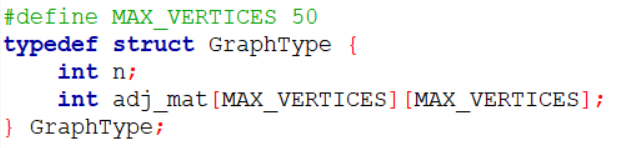 #define MAX_VERTICES 50
typedef struct GraphType {
    int n;
    int adj_mat[MAX_VERTICES][MAX_VERTICES];
} GraphType;